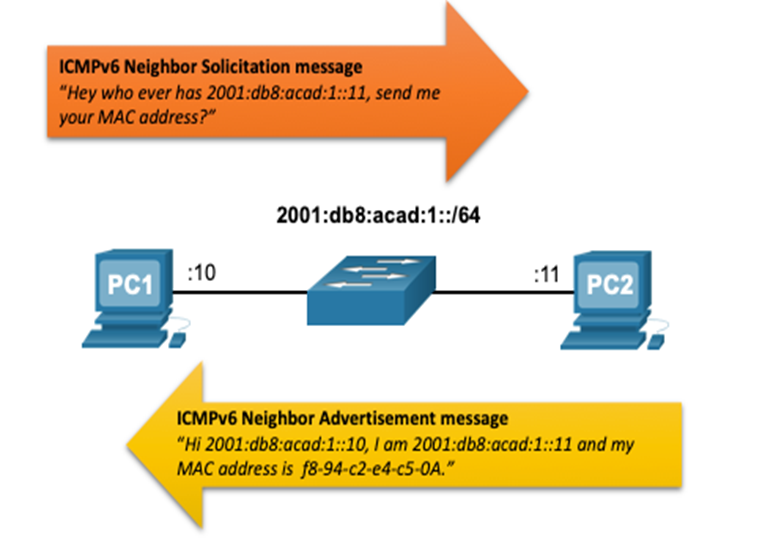 ICMPv6 Neighbor Solicitation message
“Hey who ever has 2001:db8:acad:1::11, send me
your MAC address?”
2001:db8:acad:1::/64
PC1
:10
:11
PC2
ICMPv6 Neighbor Advertisement message
“Hi 2001:db8:acad:1::10, I am 2001:db8:acad:1::11 and my
MAC address is f8-94-c2-e4-c5-0A.”